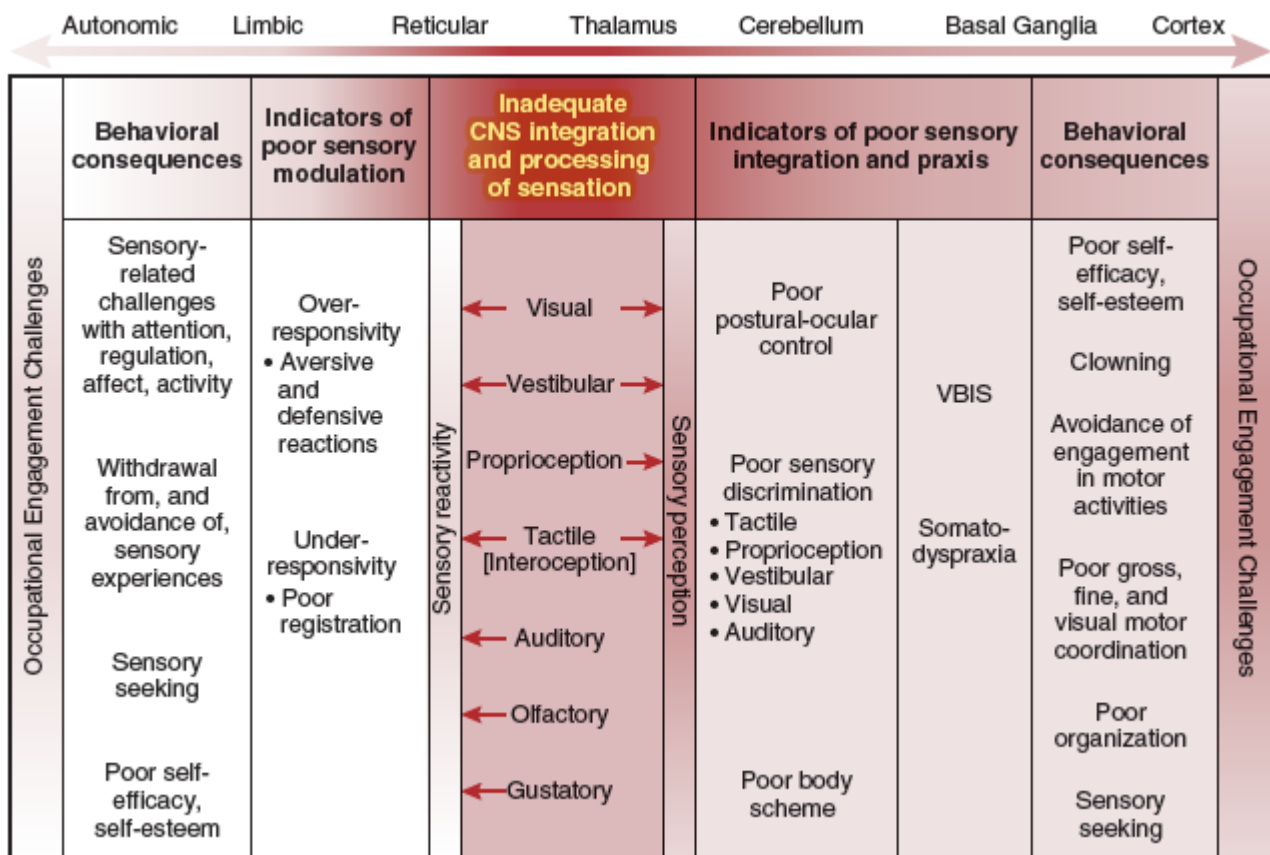 Autonomic Limbic Reticular Thalamus Cerebellum Basal Ganglia Cortex
Occupational Engagement Challenges
Behavioral
consequences
Sensory-
related
challenges
with attention,
regulation,
affect, activity
Withdrawal
from, and
avoidance of,
sensory
experiences
Sensory
seeking
Poor self-
efficacy,
self-esteem
Indicators of
poor sensory
modulation
Over-
responsivity
• Aversive
and
defensive
reactions
Under-
responsivity
• Poor
registration
Inadequate
CNS integration
and processing
of sensation
Sensory reactivity
Visual
Vestibular
Proprioception
Tactile
[Interoception]
Auditory
Olfactory
Gustatory
Sensory perception
Indicators of poor sensory
integration and praxis
Poor
postural-ocular
control
Poor sensory
discrimination
• Tactile
• Proprioception
• Vestibular
• Visual
• Auditory
Poor body
scheme
VBIS
Somato-
dyspraxia
Behavioral
consequences
Poor self-
efficacy,
self-esteem
Clowning
Avoidance of
engagement
in motor
activities
Poor gross,
fine, and
visual motor
coordination
Poor
organization
Sensory
seeking
Occupational Engagement Challenges